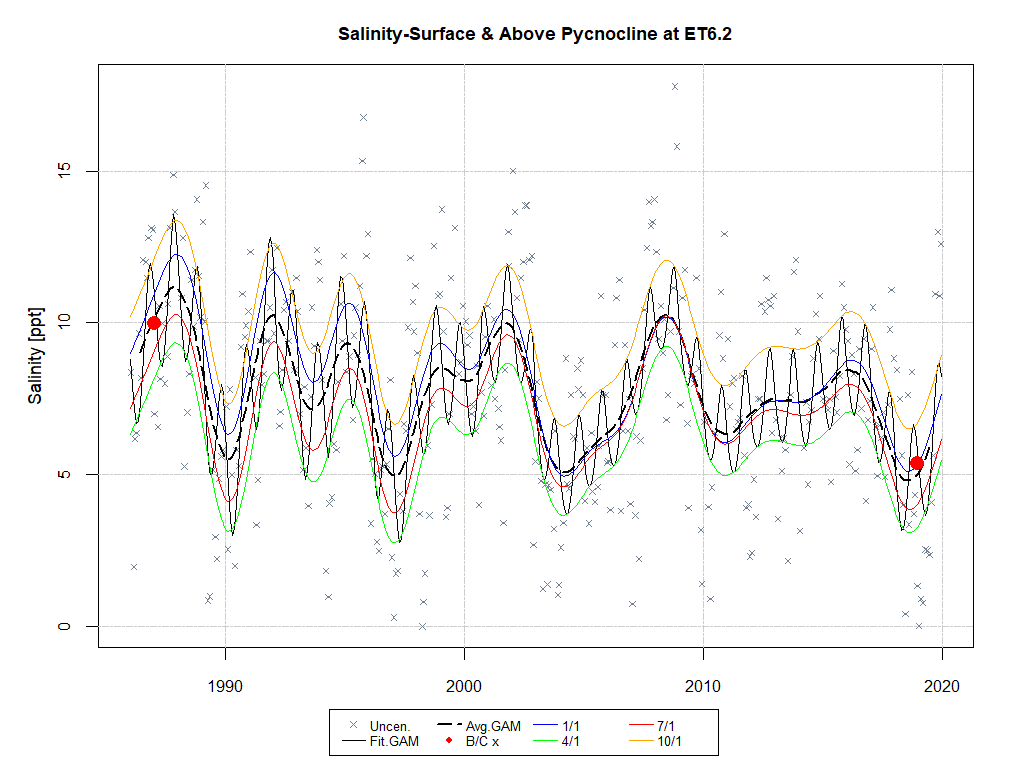 Salinity-Surface & Above Pycnocline at ET6.2
Salinity [ppt]
15
10
5
0
1990 2000 2010 2020
Uncen. Avg.GAM 1/1 7/1
Fit.GAM B/C x 4/1 10/1